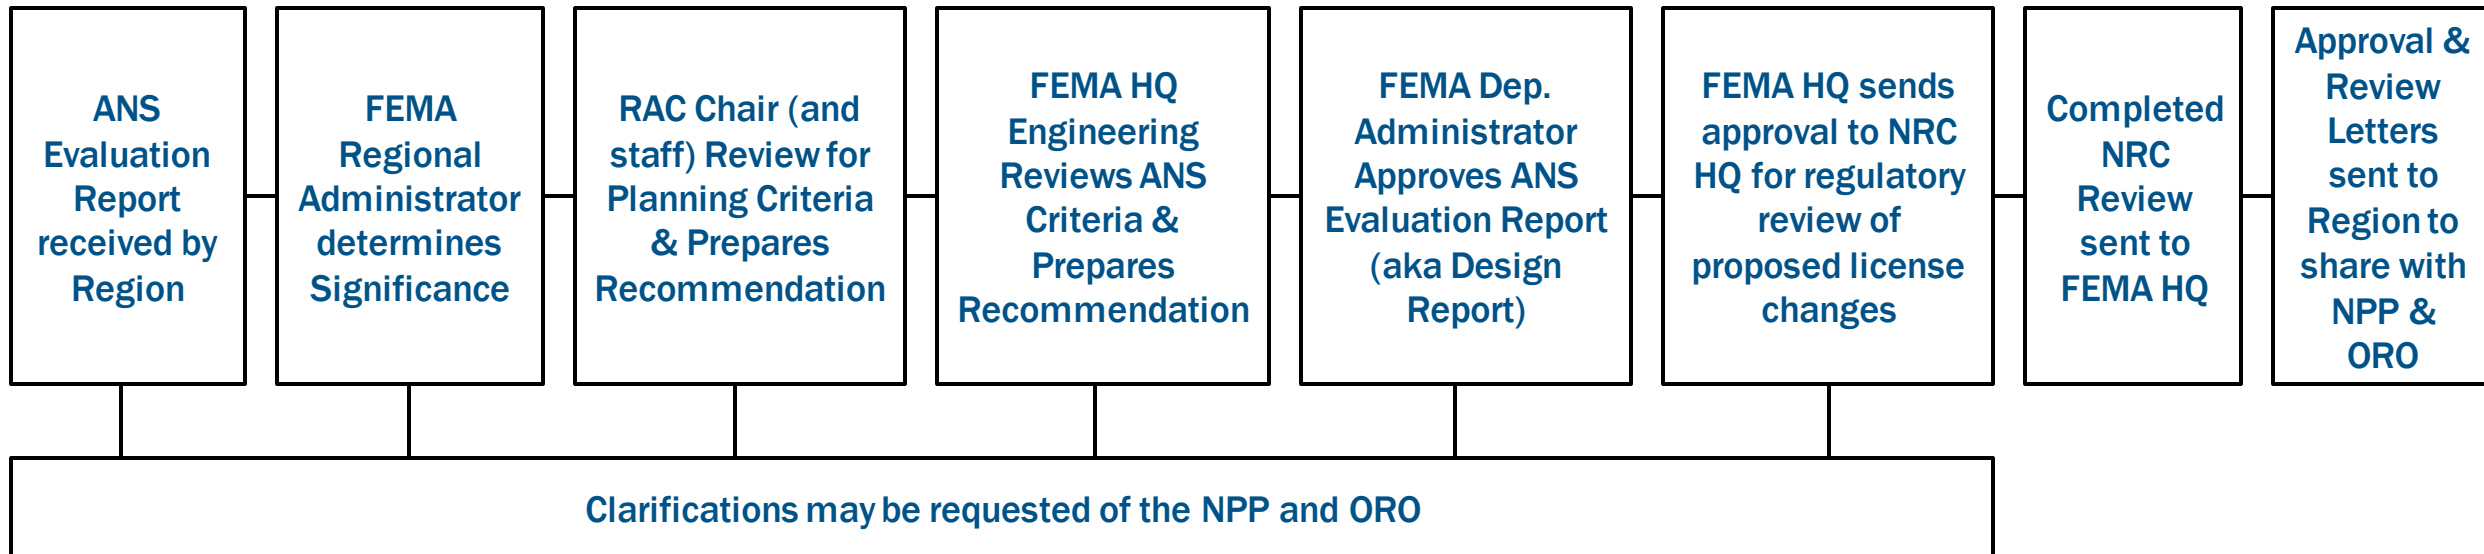 ANS
Evaluation
Report
received by
Region
FEMA
Regional
Administrator
determines
Significance
RAC Chair (and
staff) Review for
Planning Criteria
& Prepares
Recommendation
FEMA HQ
Engineering
Reviews ANS
Criteria &
Prepares
Recommendation
FEMA Dep.
Administrator
Approves ANS
Evaluation Report
(aka Design
Report)
FEMA HQ sends
approval to NRC
HQ for regulatory
review of
proposed license
changes
Completed
NRC
Review
sent to
FEMA HQ
Approval &
Review
Letters
sent to
Region to
share with
NPP &
ORO
Clarifications may be requested of the NPP and ORO